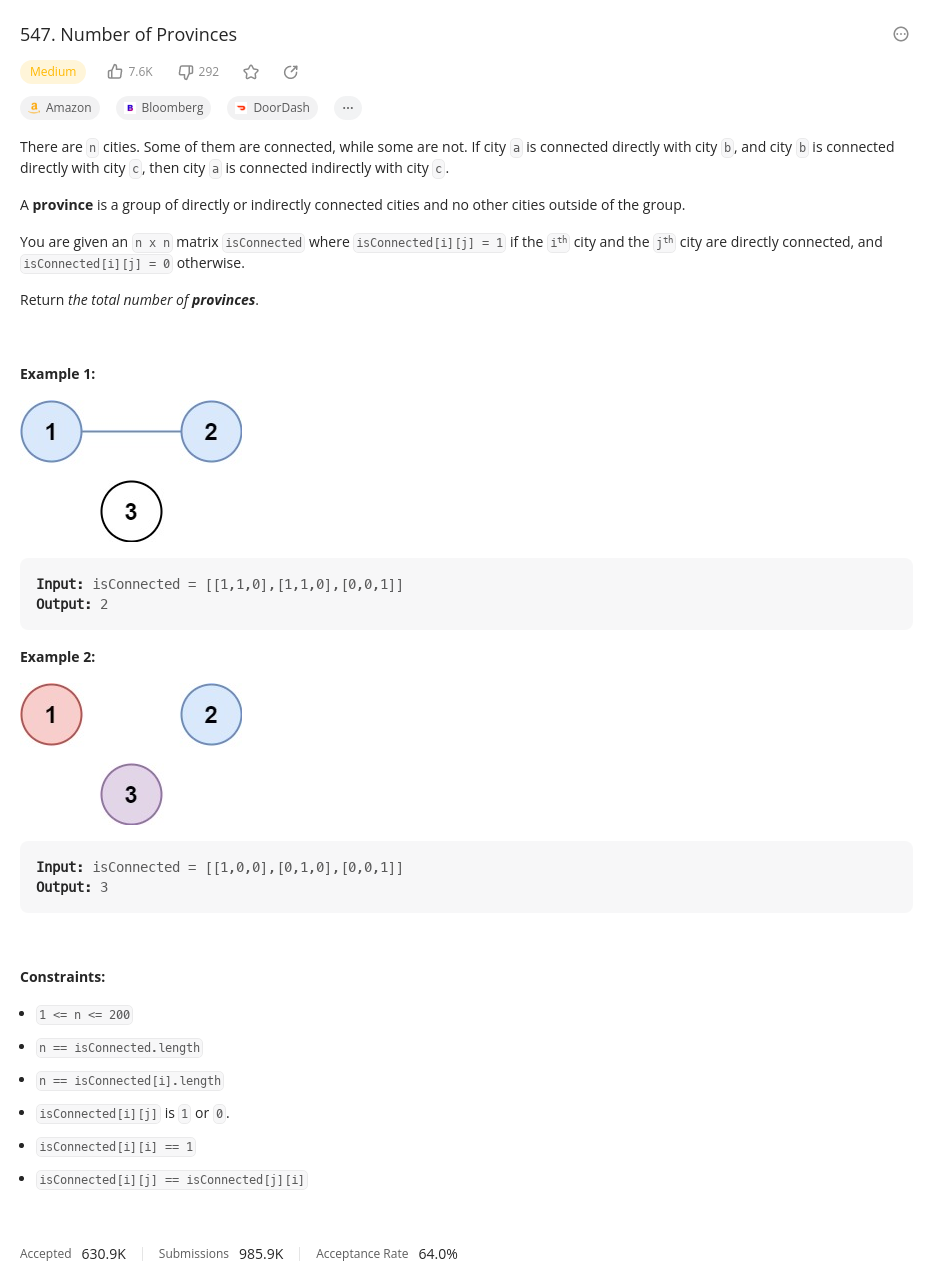 547. Number of Provinces
Medium 7.6K 292
Amazon Bloomberg DoorDash ...
There are n cities. Some of them are connected, while some are not. If city a is connected directly with city b, and city b is connected
directly with city c, then city a is connected indirectly with city c.
A province is a group of directly or indirectly connected cities and no other cities outside of the group.
You are given an n x n matrix isConnected where isConnected[i][j] = 1 if the ith city and the jth city are directly connected, and
isConnected[i][j] = 0 otherwise.
Return the total number of provinces.
Example 1:
1 2
3
Input: isConnected = [[1,1,0],[1,1,0],[0,0,1]]
Output: 2
Example 2:
1 2
3
Input: isConnected = [[1,0,0],[0,1,0],[0,0,1]]
Output: 3
Constraints:
• 1 <= n <= 200
• n == isConnected.length
• n == isConnected[i].length
• isConnected[i][j] is 1 or 0.
• isConnected[i][i] == 1
• isConnected[i][j] == isConnected[j][i]
Accepted 630.9K Submissions 985.9K Acceptance Rate 64.0%